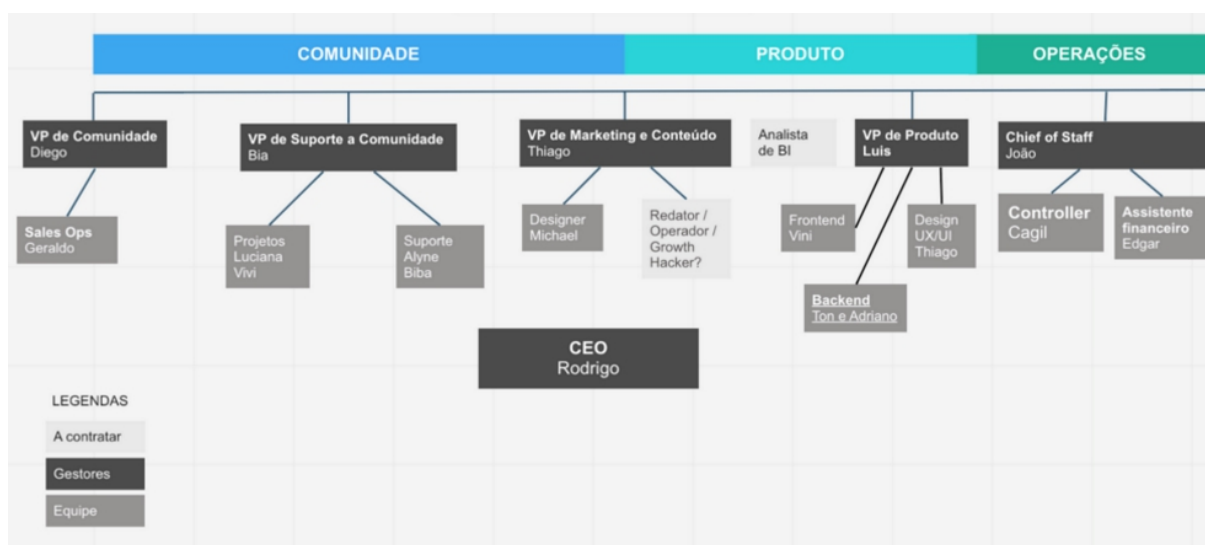 COMUNIDADE
PRODUTO
OPERAÇÕES
VP de Comunidade
Diego
VP de Suporte a Comunidade
Bia
VP de Marketing e Conteúdo
Thiago
Analista
de BI
VP de Produto
Luis
Chief of Staff
João
Sales Ops
Geraldo
Projetos
Luciana
Vivi
Suporte
Alyne
Biba
Designer
Michael
Redator /
Operador /
Growth
Hacker?
Frontend
Vini
Design
UX/UI
Thiago
Controller
Cagil
Assistente
financeiro
Edgar
Backend
Ton e Adriano
CEO
Rodrigo
LEGENDAS
A contratar
Gestores
Equipe